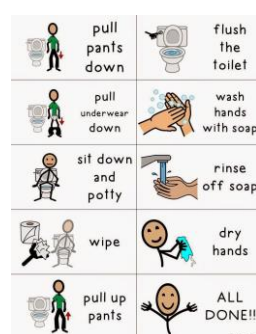 pull
pants
down
pull
underwear
down
sit down
and
potty
wipe
pull up
pants
flush
the
toilet
wash
hands
with soap
rinse
off soap
dry
hands
ALL
DONE!!